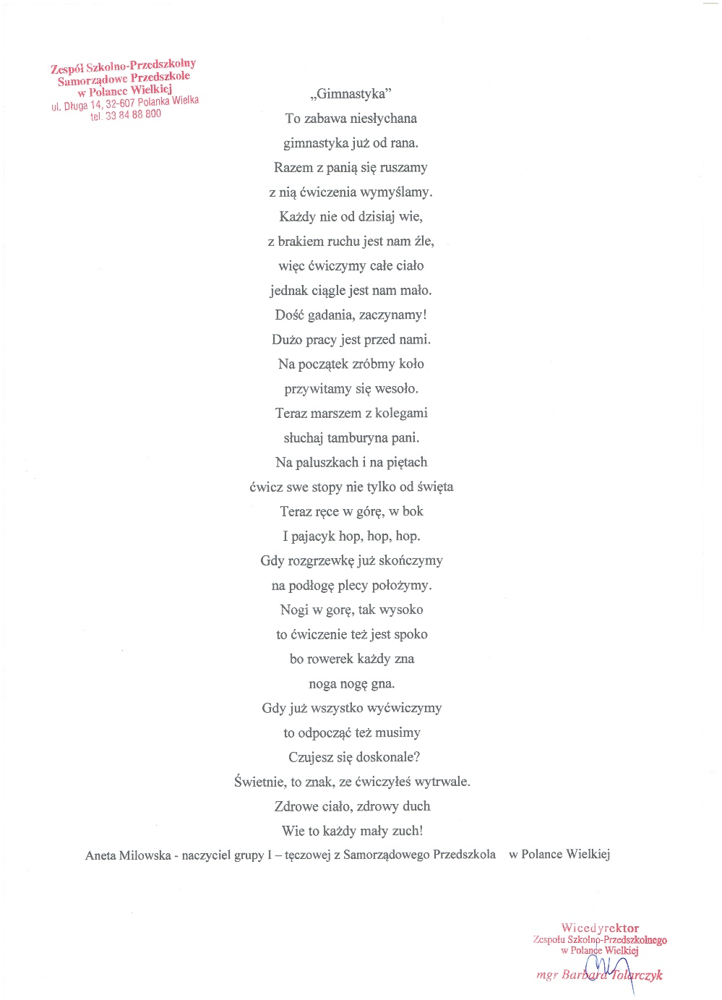 Zespół Szkolno-Przedszkolny
Samorządowe Przedszkole
w Polance Wielkiej
ul. Długa 14, 32-607 Polanka Wielka
tel. 33 84 88 800
„Gimnastyka”
To zabawa niesłychana
gimnastyka już od rana.
Razem z panią się ruszamy
z nią ćwiczenia wymyślamy.
Każdy nie od dzisiaj wie,
z brakiem ruchu jest nam źle,
więc ćwiczymy całe ciało
jednak ciągle jest nam mało.
Dość gadania, zaczynamy!
Dużo pracy jest przed nami.
Na początek zróbmy koło
przywitamy się wesoło.
Teraz marszem z kolegami
słuchaj tamburyna pani.
Na paluszkach i na piętach
ćwicz swe stopy nie tylko od święta
Teraz ręce w górę, w bok
I pajacyk hop, hop, hop.
Gdy rozgrzewkę już skończymy
na podłogę plecy położymy.
Nogi w gorę, tak wysoko
to ćwiczenie też jest spoko
bo rowerek każdy zna
noga nogę gna.
Gdy już wszystko wyćwiczymy
to odpocząć też musimy
Czujesz się doskonale?
Świetnie, to znak, ze ćwiczyłeś wytrwale.
Zdrowe ciało, zdrowy duch
Wie to każdy mały zuch!
Aneta Milowska - naczyciel grupy I – tęczowej z Samorządowego Przedszkola w Polance Wielkiej
Wicedyrektor
Zespołu Szkolno-Przedszkolnego
w Polance Wielkiej
mgr Barbara Tolarczyk